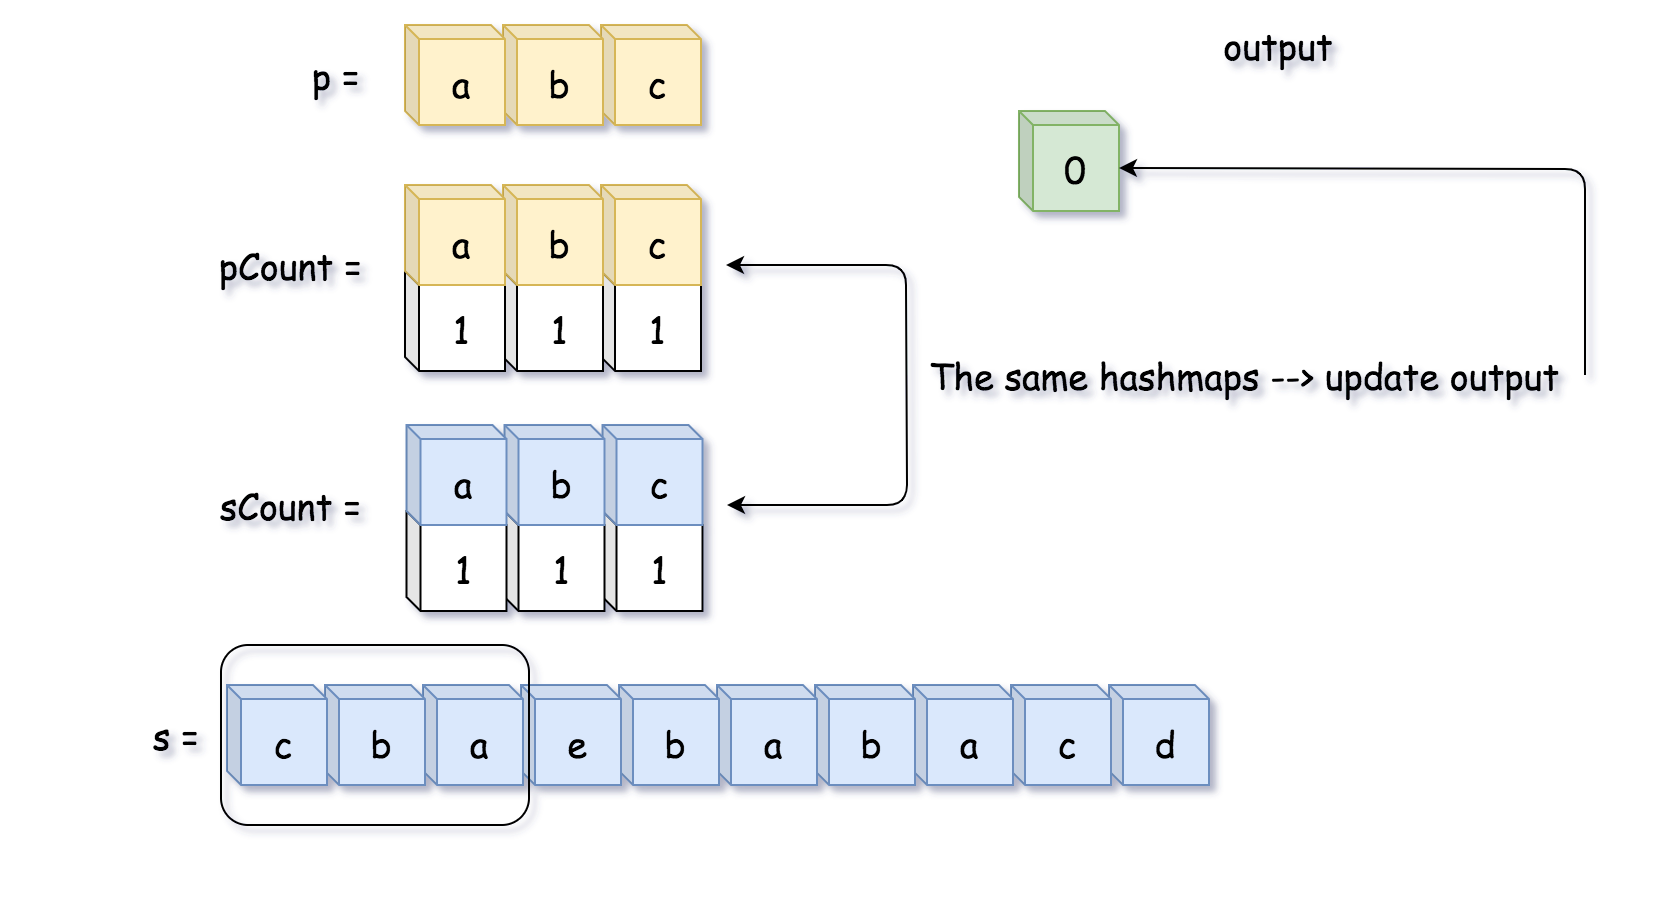 output
p = a b c
0
pCount = a b c
1 1 1
The same hashmaps --> update output
sCount = a b c
1 1 1
s = c b a e b a b a c d